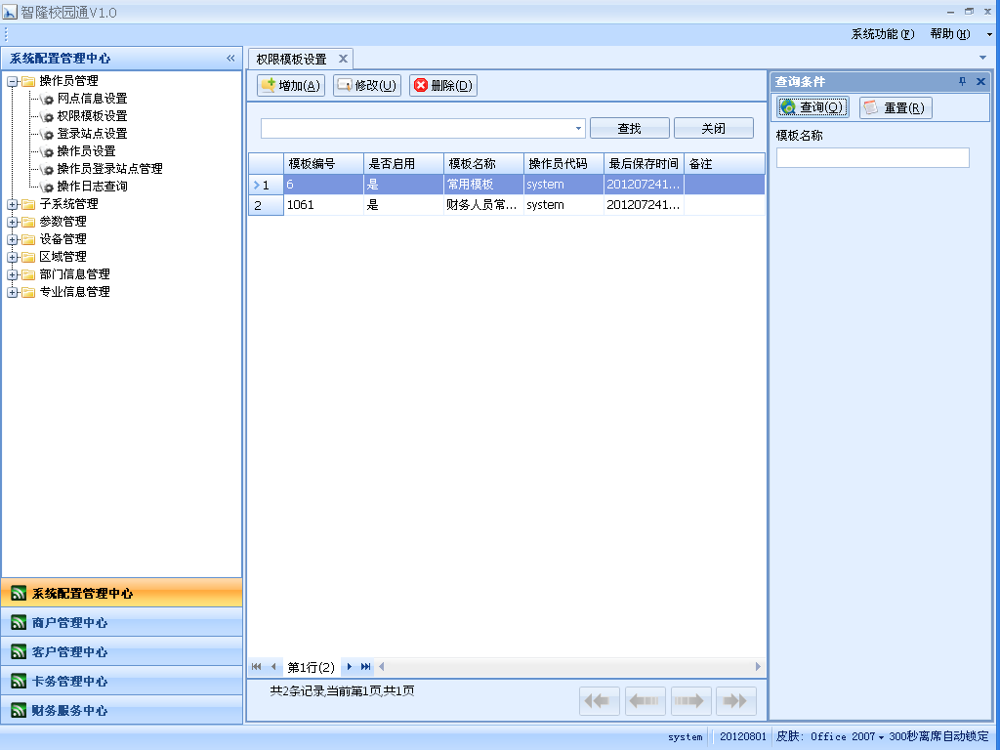 智隆校园通V1.0
系统功能(F) 帮助(H)
系统配置管理中心
操作员管理
网点信息设置
权限模板设置
登录站点设置
操作员设置
操作员登录站点管理
操作日志查询
子系统管理
参数管理
设备管理
区域管理
部门信息管理
专业信息管理
系统配置管理中心
商户管理中心
客户管理中心
卡务管理中心
财务服务中心
权限模板设置
增加(A) 修改(U) 删除(D)
查找 关闭
模板编号 是否启用 模板名称 操作员代码 最后保存时间 备注
1 6 是 常用模板 system 201207241...
2 1061 是 财务人员常... system 201207241...
第1行(2)
共2条记录,当前第1页,共1页
查询条件
查询(Q) 重置(R)
模板名称
system 20120801 皮肤: Office 2007 300秒离席自动锁定